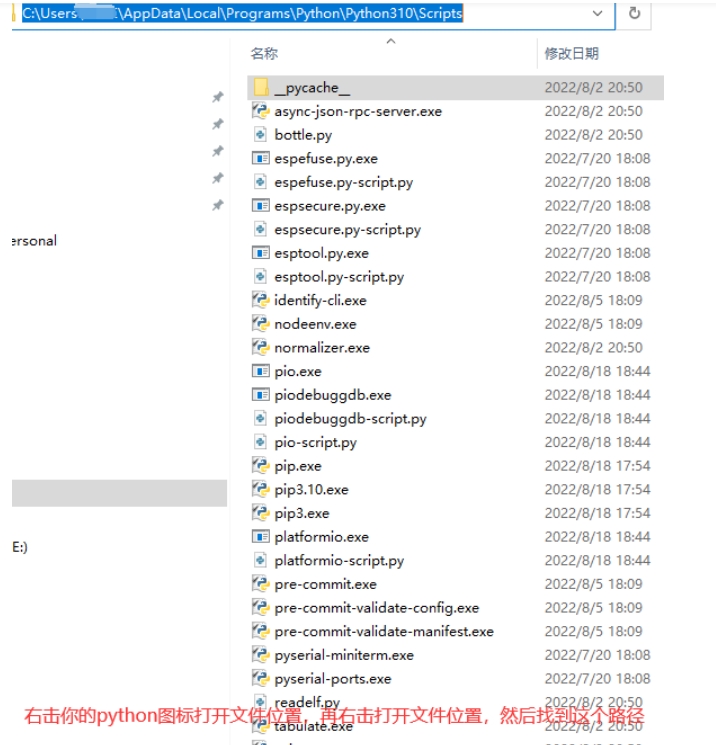 C:\Users\ \AppData\Local\Programs\Python\Python310\Scripts
名称 修改日期
__pycache__ 2022/8/2 20:50
async-json-rpc-server.exe 2022/8/2 20:50
bottle.py 2022/8/2 20:50
espefuse.py.exe 2022/7/20 18:08
espefuse.py-script.py 2022/7/20 18:08
espsecure.py.exe 2022/7/20 18:08
espsecure.py-script.py 2022/7/20 18:08
esptool.py.exe 2022/7/20 18:08
ersonal
esptool.py-script.py 2022/7/20 18:08
identify-cli.exe 2022/8/5 18:09
nodeenv.exe 2022/8/5 18:09
normalizer.exe 2022/8/2 20:50
pio.exe 2022/8/18 18:44
piodebuggdb.exe 2022/8/18 18:44
piodebuggdb-script.py 2022/8/18 18:44
pio-script.py 2022/8/18 18:44
pip.exe 2022/8/18 17:54
pip3.10.exe 2022/8/18 17:54
pip3.exe 2022/8/18 17:54
E:)
platformio.exe 2022/8/18 18:44
platformio-script.py 2022/8/18 18:44
pre-commit.exe 2022/8/5 18:09
pre-commit-validate-config.exe 2022/8/5 18:09
pre-commit-validate-manifest.exe 2022/8/5 18:09
pyserial-miniterm.exe 2022/7/20 18:08
pyserial-ports.exe 2022/7/20 18:08
readelf.py 2022/8/2 20:50
右击你的python图标打开文件位置，再右击打开文件位置，然后找到这个路径
tabulate.exe 2022/8/2 20:50